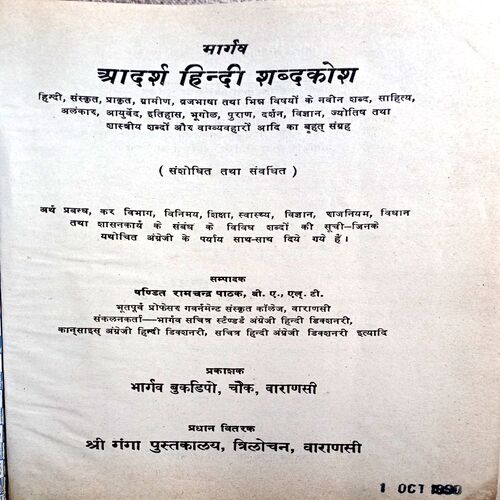 मार्गव
आदर्श हिन्दी शब्दकोश
हिन्दी, संस्कृत, प्राकृत, ग्रामीण, व्रजभाषा तथा भिन्न विषयों के नवीन शब्द, साहित्य,
अलंकार, आयुर्वेद, इतिहास, भूगोल, पुराण, दर्शन, विज्ञान, ज्योतिष तथा
शास्त्रीय शब्दों और वाग्व्यवहारों आदि का बृहत् संग्रह
( संशोधित तथा संवर्धित )
अर्थ प्रबन्ध, कर विभाग, विनिमय, शिक्षा, स्वास्थ्य, विज्ञान, राजनियम, विधान
तथा शासनकार्य के संबंध के विविध शब्दों की सूची—जिनके
यथोचित अंग्रेजी के पर्याय साथ-साथ दिये गये हैं।
सम्पादक
पण्डित रामचन्द्र पाठक, बी. ए., एल. टी.
भूतपूर्व प्रोफेसर गवर्नमेन्ट संस्कृत कॉलेज, वाराणसी
संकलनकर्ता—भार्गव सचित्र स्टैण्डर्ड अंग्रेजी हिन्दी डिक्शनरी,
कान्साइस अंग्रेजी हिन्दी डिक्शनरी, सचित्र हिन्दी अंग्रेजी डिक्शनरी इत्यादि
प्रकाशक
भार्गव बुकडिपो, चौक, वाराणसी
प्रधान वितरक
श्री गंगा पुस्तकालय, त्रिलोचन, वाराणसी
1 OCT